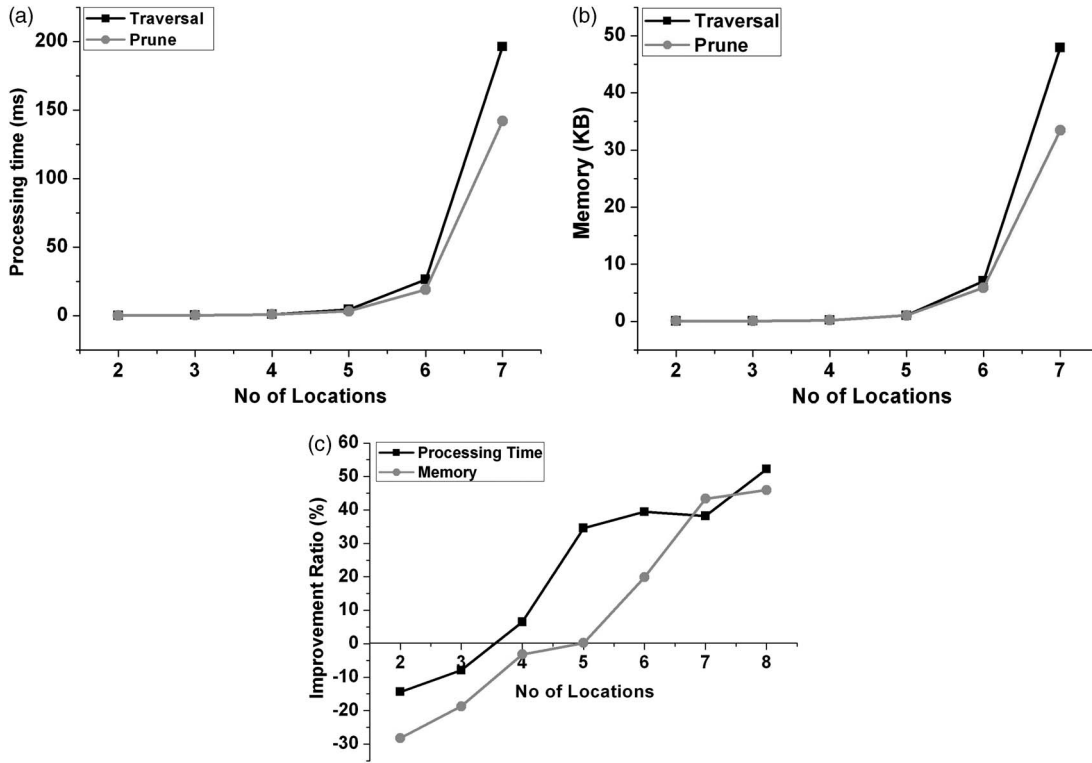 (a)
Traversal
Prune
200
150
100
50
0
Processing time (ms)
2 3 4 5 6 7
No of Locations
(b)
Traversal
Prune
50
40
30
20
10
0
Memory (KB)
2 3 4 5 6 7
No of Locations
(c)
Processing Time
Memory
60
50
40
30
20
10
0
-10
-20
-30
Improvement Ratio (%)
2 3 4 5 6 7 8
No of Locations